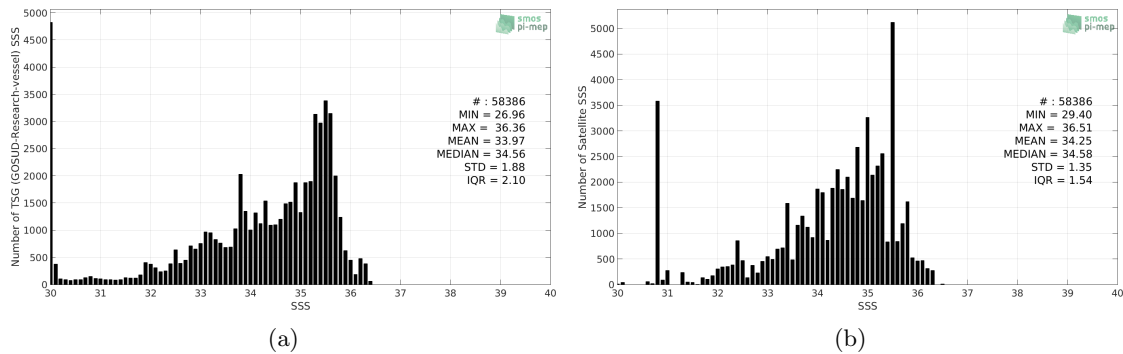 5000
4500
4000
3500
3000
2500
2000
1500
1000
500
0
Number of TSG (GOSUD-Research-vessel) SSS
smos
pi-mep
# : 58386
MIN = 26.96
MAX = 36.36
MEAN = 33.97
MEDIAN = 34.56
STD = 1.88
IQR = 2.10
30 31 32 33 34 35 36 37 38 39 40
SSS
(a)
5000
4500
4000
3500
3000
2500
2000
1500
1000
500
0
Number of Satellite SSS
smos
pi-mep
# : 58386
MIN = 29.40
MAX = 36.51
MEAN = 34.25
MEDIAN = 34.58
STD = 1.35
IQR = 1.54
30 31 32 33 34 35 36 37 38 39 40
SSS
(b)